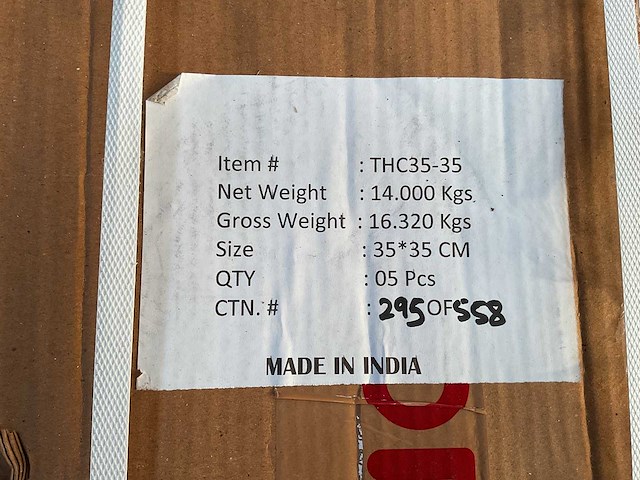 Item # : THC35-35
Net Weight : 14.000 Kgs
Gross Weight : 16.320 Kgs
Size : 35*35 CM
QTY : 05 Pcs
CTN. # : 295 OF 558
MADE IN INDIA